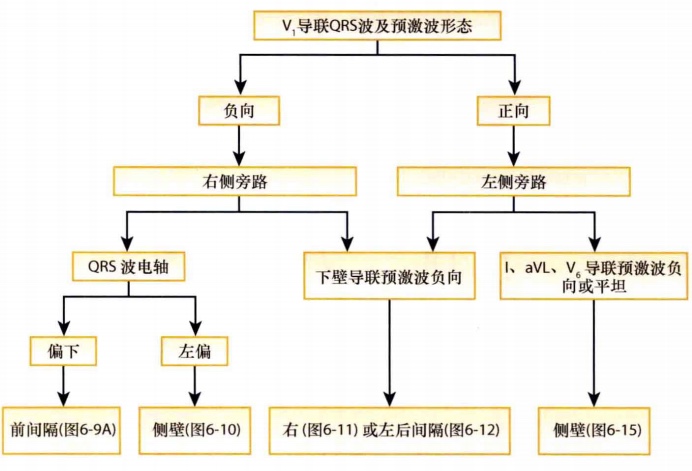 V₁导联QRS波及预激波形态
负向
正向
右侧旁路
左侧旁路
QRS 波电轴
下壁导联预激波负向
I、aVL、V₆ 导联预激波负
向或平坦
偏下
左偏
前间隔(图6-9A)
侧壁(图6-10)
右(图6-11) 或左后间隔(图6-12)
侧壁(图6-15)